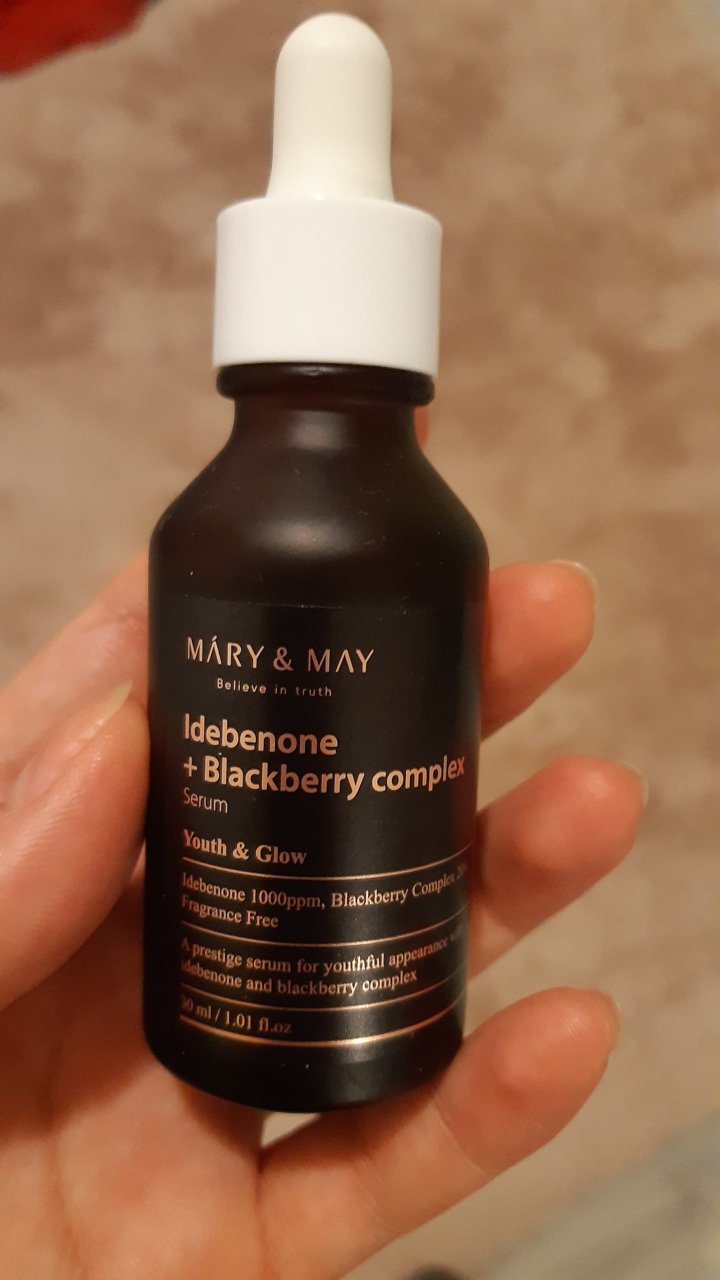 MÁRY & MAY
Believe in truth
Idebenone
+ Blackberry complex
Serum
Youth & Glow
Idebenone 1000ppm, Blackberry Complex
Fragrance Free
A prestige serum for youthful appearance
idebenone and blackberry complex
30 ml / 1.01 fl.oz